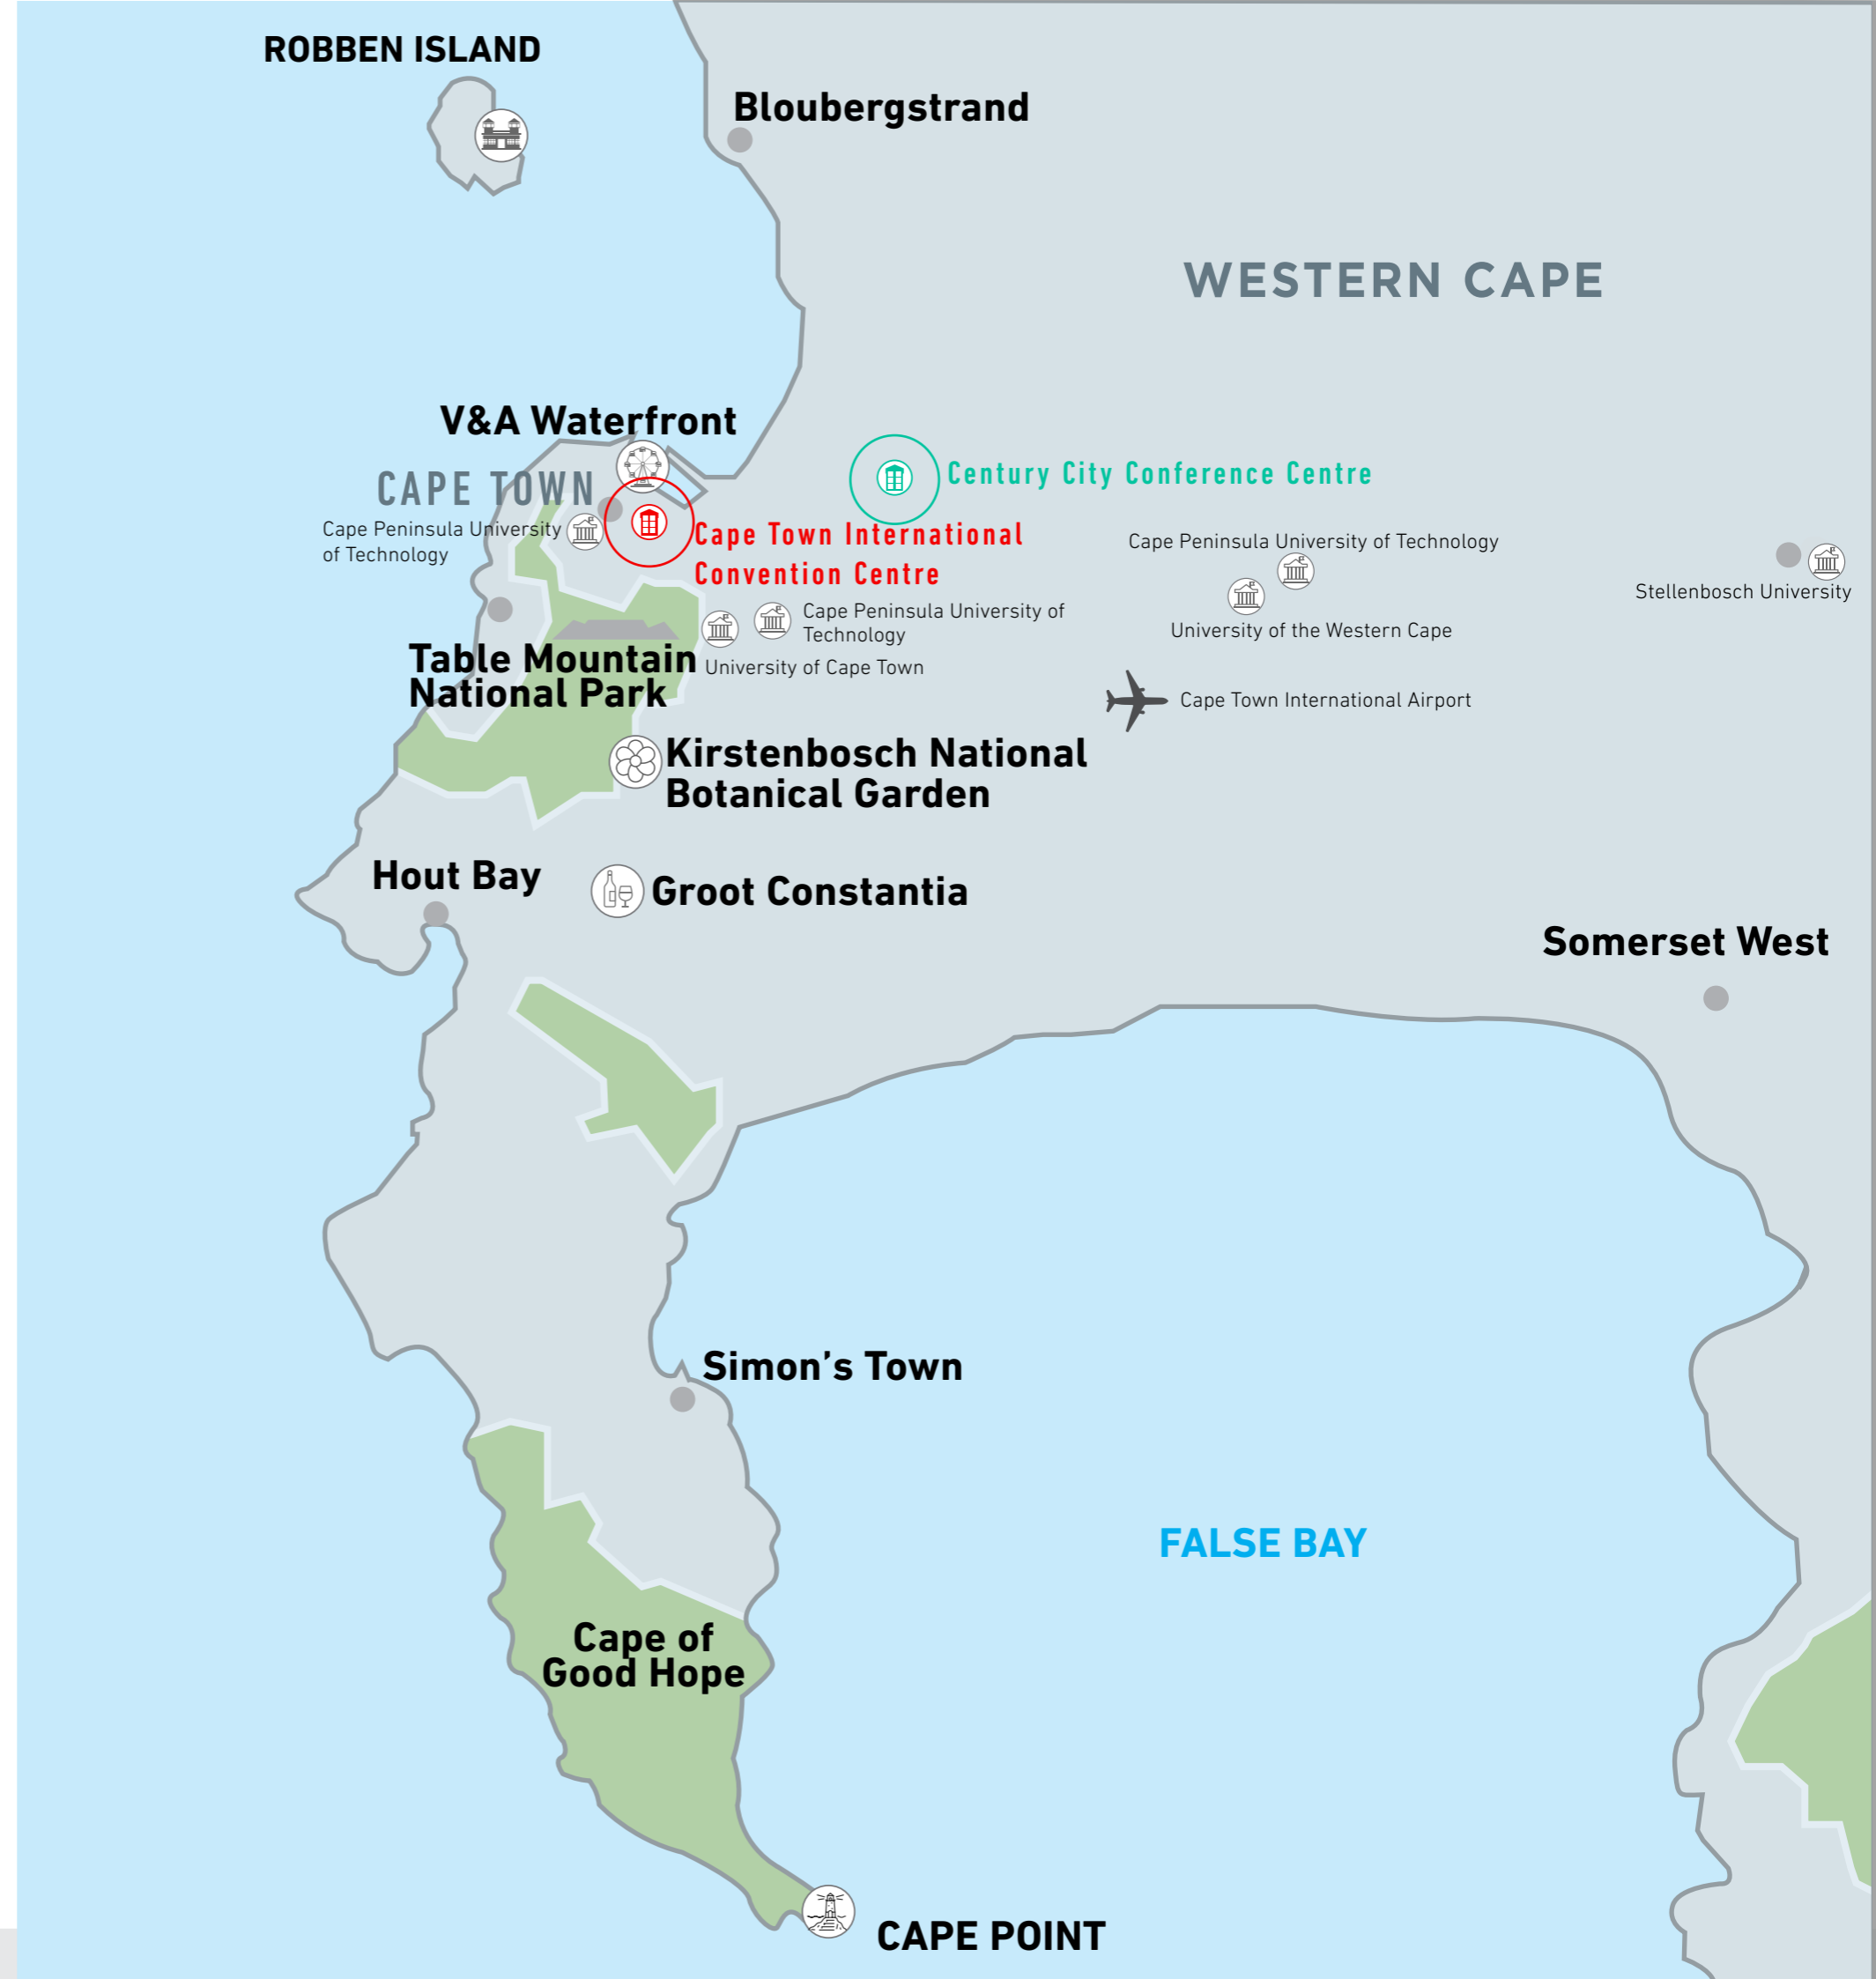 ROBBEN ISLAND
Bloubergstrand
WESTERN CAPE
V&A Waterfront
CAPE TOWN
Century City Conference Centre
Cape Peninsula University
of Technology
Cape Town International
Convention Centre
Cape Peninsula University of Technology
Stellenbosch University
Cape Peninsula University of
Technology
University of the Western Cape
Table Mountain
National Park
University of Cape Town
Cape Town International Airport
Kirstenbosch National
Botanical Garden
Hout Bay
Groot Constantia
Somerset West
Simon’s Town
FALSE BAY
Cape of
Good Hope
CAPE POINT